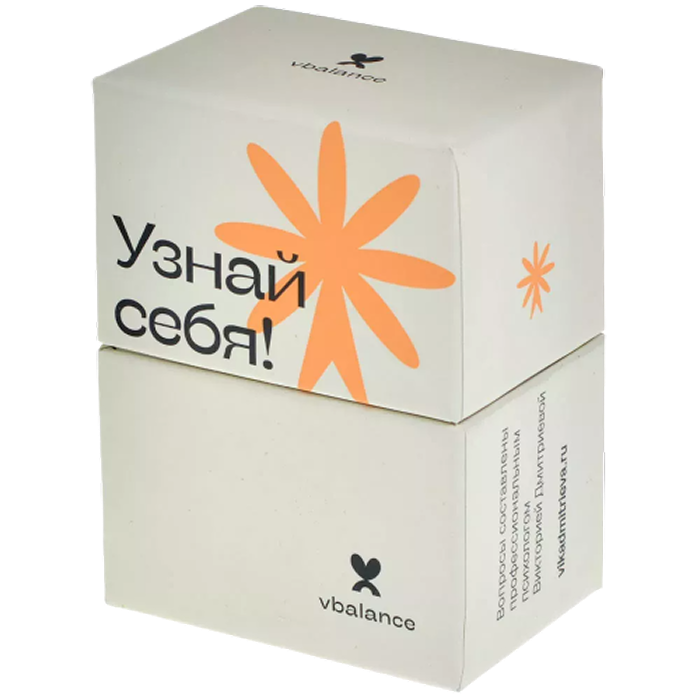 vbalance
Узнай
себя!
vbalance
Вопросы составлены
профессиональным
психологом
Викторией Дмитриевой
vikadmitrieva.ru